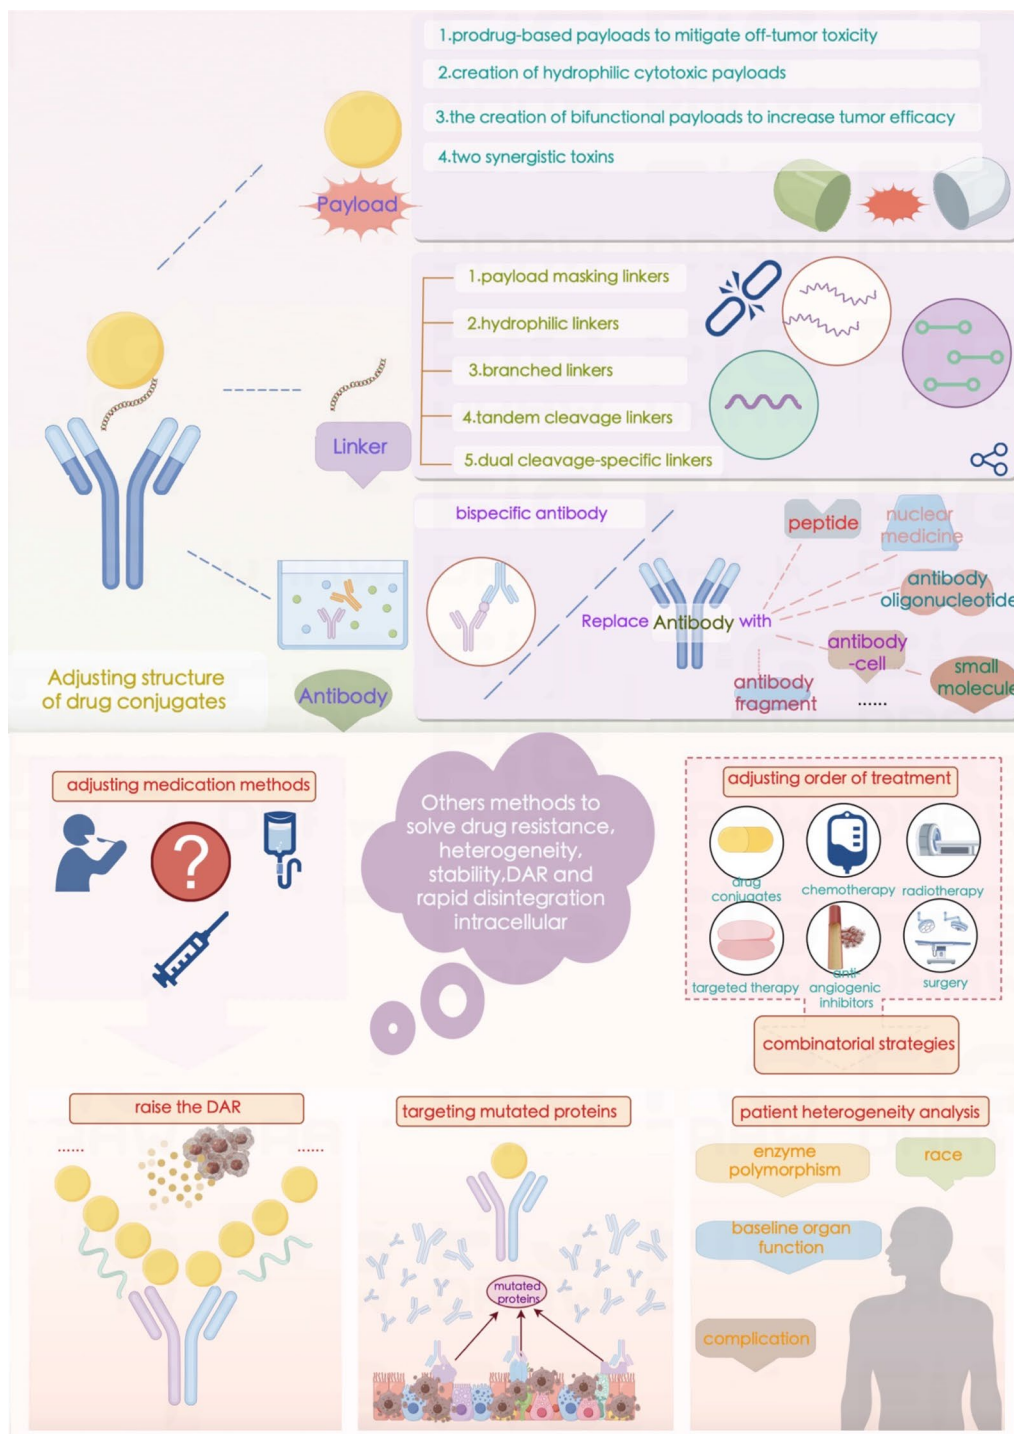 1.prodrug-based payloads to mitigate off-tumor toxicity
2.creation of hydrophilic cytotoxic payloads
3.the creation of bifunctional payloads to increase tumor efficacy
4.two synergistic toxins
Payload
1.payload masking linkers
2.hydrophilic linkers
3.branched linkers
4.tandem cleavage linkers
5.dual cleavage-specific linkers
Linker
bispecific antibody
Replace Antibody with
peptide
nuclear
medicine
antibody
oligonucleotide
antibody
-cell
small
molecule
antibody
fragment
......
Adjusting structure
of drug conjugates
Antibody
adjusting medication methods
?
Others methods to
solve drug resistance,
heterogeneity,
stability,DAR and
rapid disintegration
intracellular
adjusting order of treatment
drug
conjugates
chemotherapy
radiotherapy
targeted therapy
anti-
angiogenic
inhibitors
surgery
combinatorial strategies
raise the DAR
......
......
targeting mutated proteins
mutated
proteins
patient heterogeneity analysis
enzyme
polymorphism
race
baseline organ
function
complication